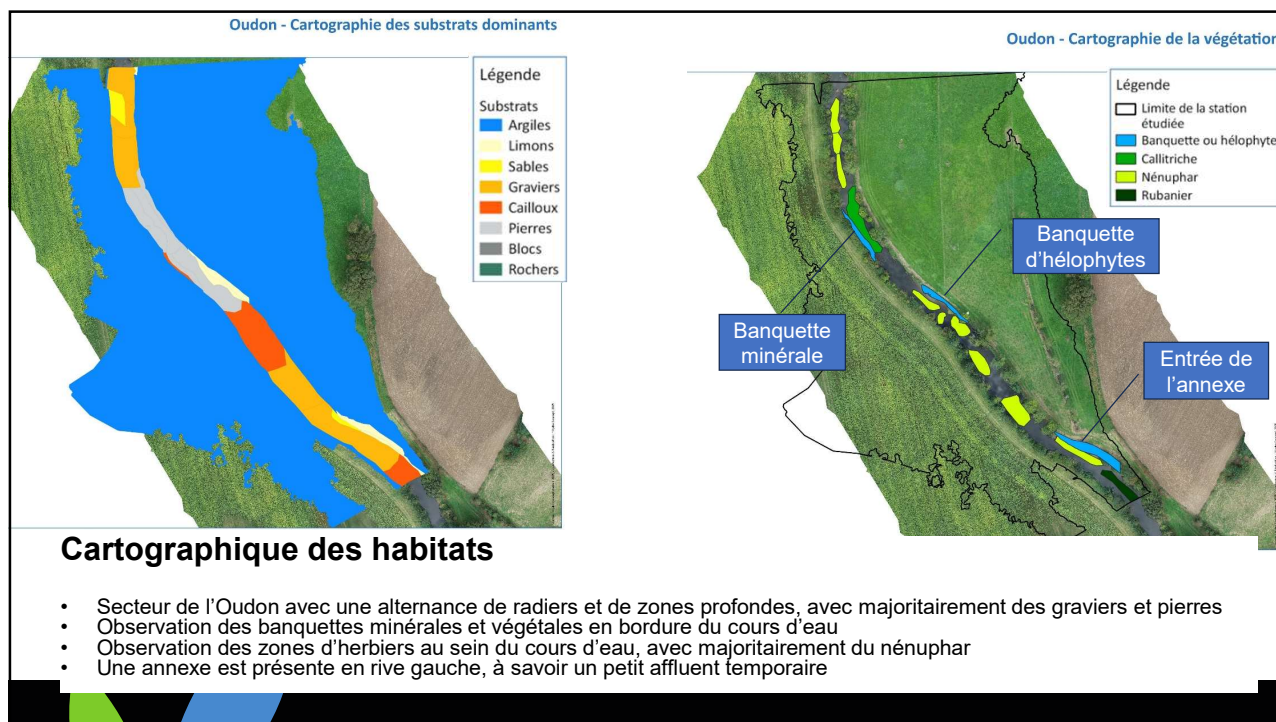 Oudon - Cartographie des substrats dominants
Légende
Substrats
Argiles
Limons
Sables
Graviers
Cailloux
Pierres
Blocs
Rochers
Oudon - Cartographie de la végétation
Légende
Limite de la station
étudiée
Banquette ou hélophyte
Callitriche
Nénuphar
Rubanier
Banquette
d'hélophytes
Banquette
minérale
Entrée de
l'annexe
Cartographique des habitats
• Secteur de l'Oudon avec une alternance de radiers et de zones profondes, avec majoritairement des graviers et pierres
• Observation des banquettes minérales et végétales en bordure du cours d'eau
• Observation des zones d'herbiers au sein du cours d'eau, avec majoritairement du nénuphar
• Une annexe est présente en rive gauche, à savoir un petit affluent temporaire